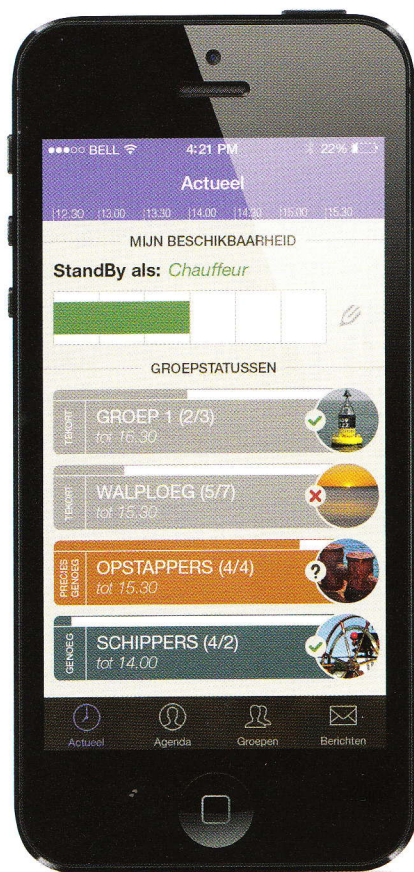 BELL 4:21 PM 22%
Actueel
|12.30 |13.00 |13.30 |14.00 |14.30 |15.00 |15.30
MIJN BESCHIKBAARHEID
StandBy als: Chauffeur
GROEPSTATUSSEN
TEKORT
GROEP 1 (2/3)
tot 16.30
TEKORT
WALPLOEG (5/7)
tot 15.30
PRECIES
GENOEG
OPSTAPPERS (4/4)
tot 15.30
?
GENOEG
SCHIPPERS (4/2)
tot 14.00
Actueel Agenda Groepen Berichten